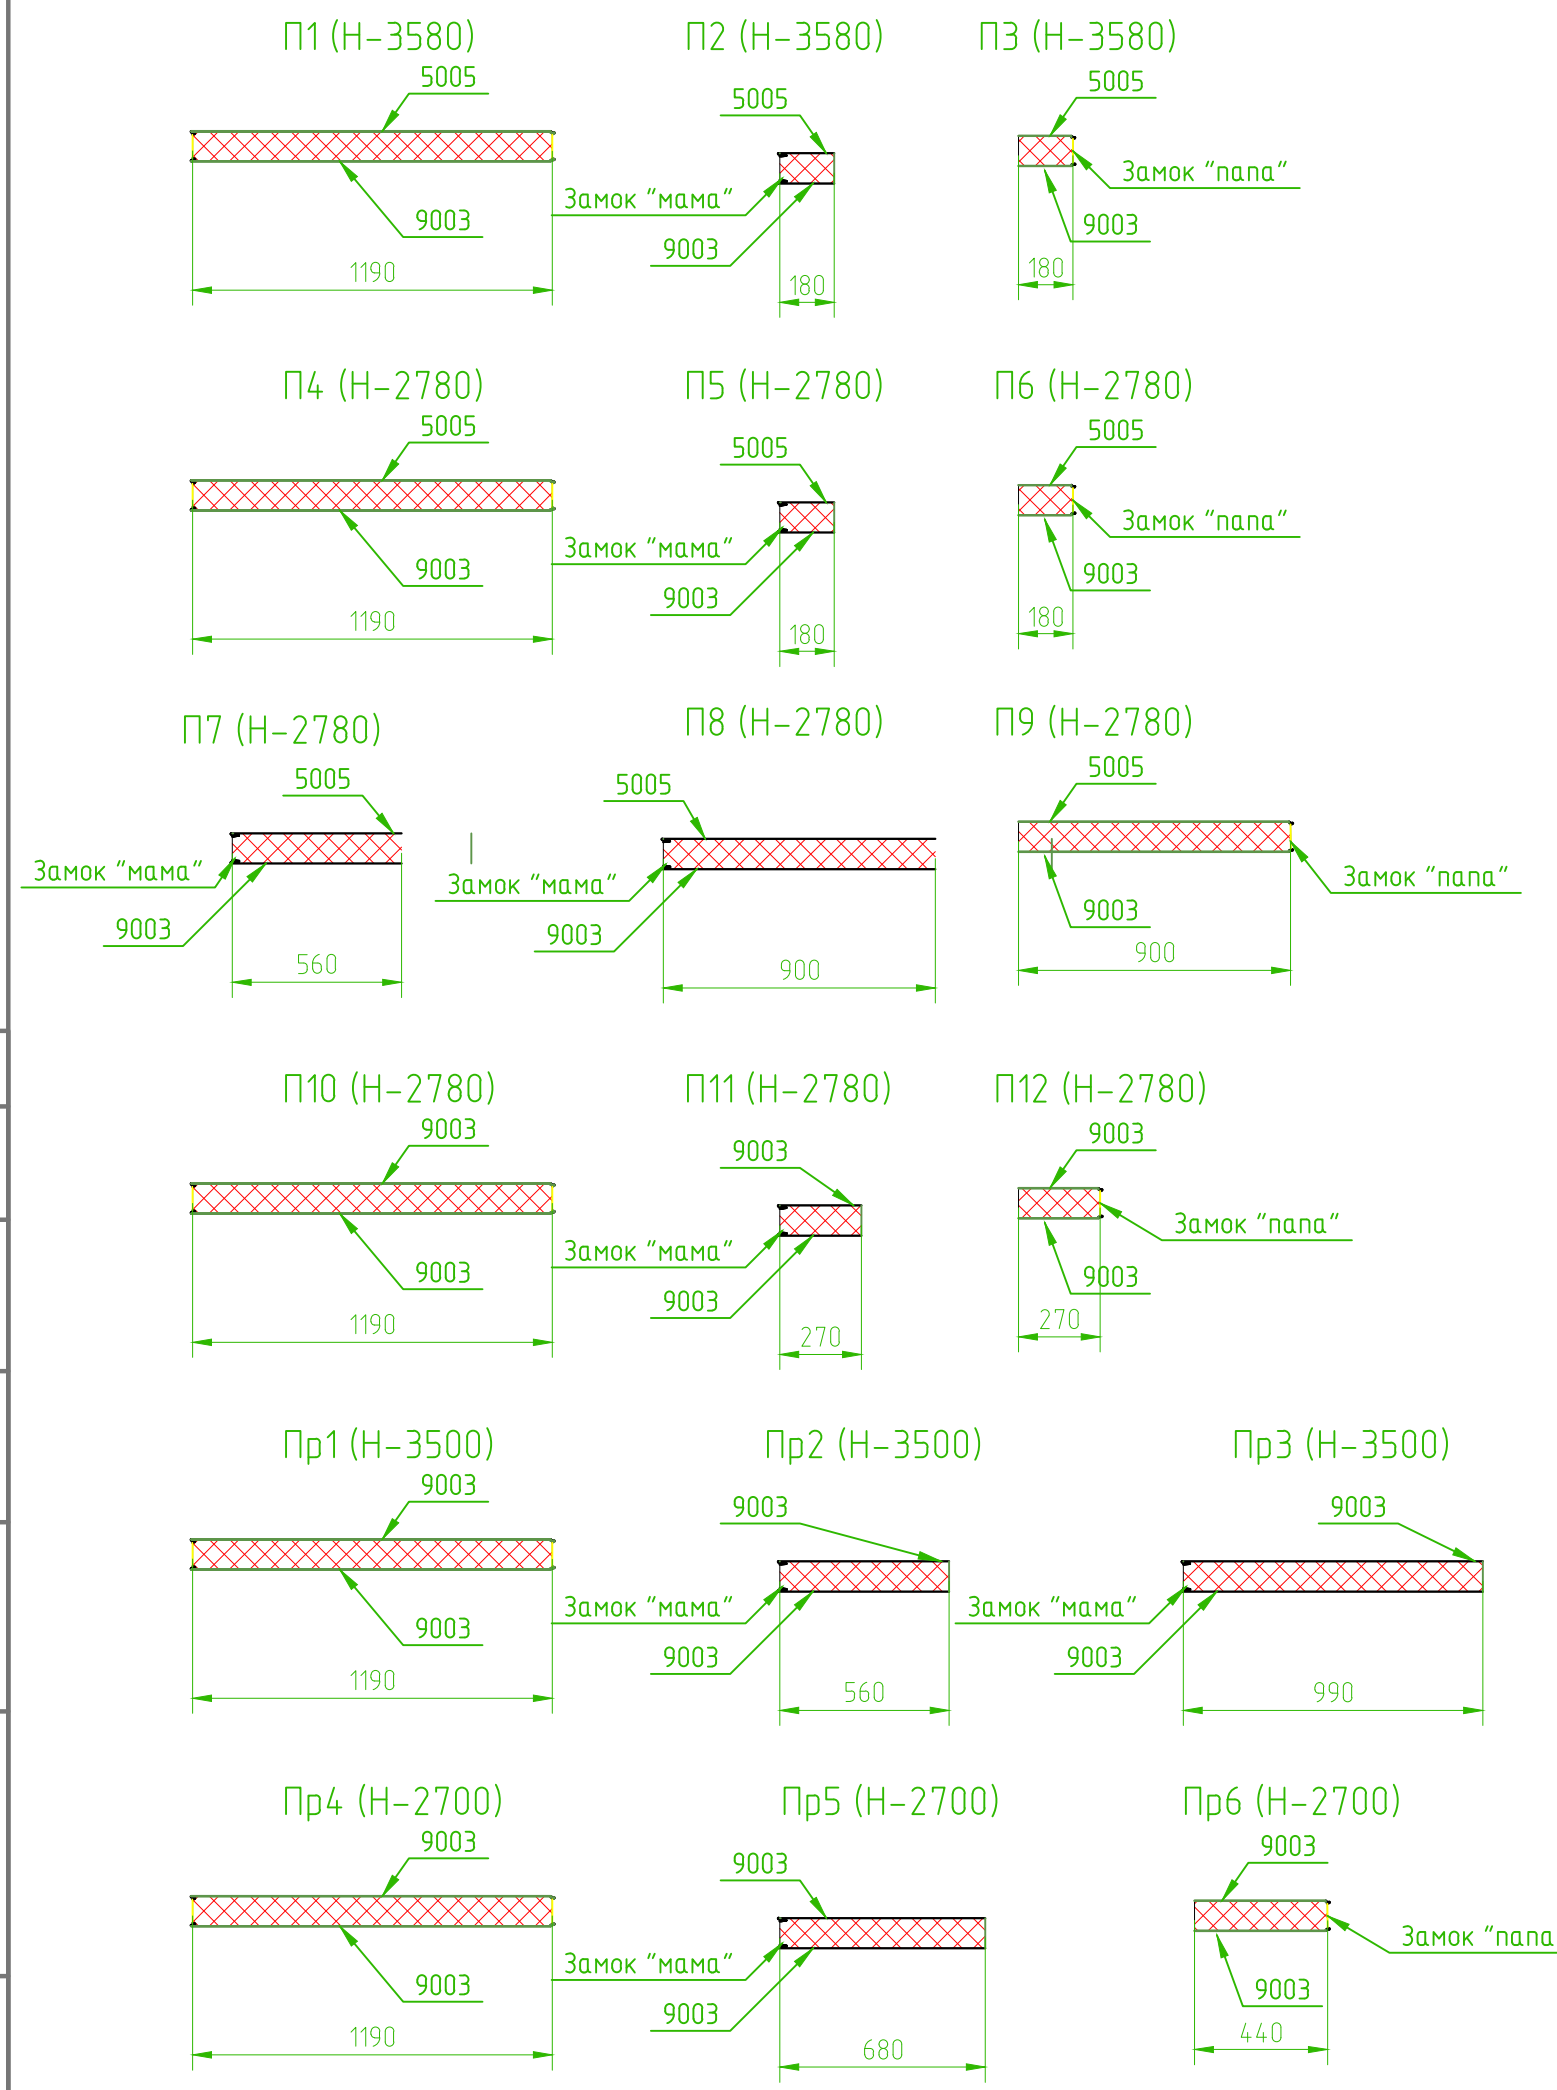 П1 (Н-3580)
5005
9003
1190
П2 (Н-3580)
5005
Замок "мама"
9003
180
П3 (Н-3580)
5005
Замок "папа"
9003
180
П4 (Н-2780)
5005
9003
1190
П5 (Н-2780)
5005
Замок "мама"
9003
180
П6 (Н-2780)
5005
Замок "папа"
9003
180
П7 (Н-2780)
5005
Замок "мама"
9003
560
П8 (Н-2780)
5005
Замок "мама"
9003
900
П9 (Н-2780)
5005
Замок "папа"
9003
900
П10 (Н-2780)
9003
9003
1190
П11 (Н-2780)
9003
Замок "мама"
9003
270
П12 (Н-2780)
9003
Замок "папа"
9003
270
Пр1 (Н-3500)
9003
9003
1190
Пр2 (Н-3500)
9003
Замок "мама"
9003
560
Пр3 (Н-3500)
9003
Замок "мама"
9003
990
Пр4 (Н-2700)
9003
9003
1190
Пр5 (Н-2700)
9003
Замок "мама"
9003
680
Пр6 (Н-2700)
9003
Замок "папа
9003
440